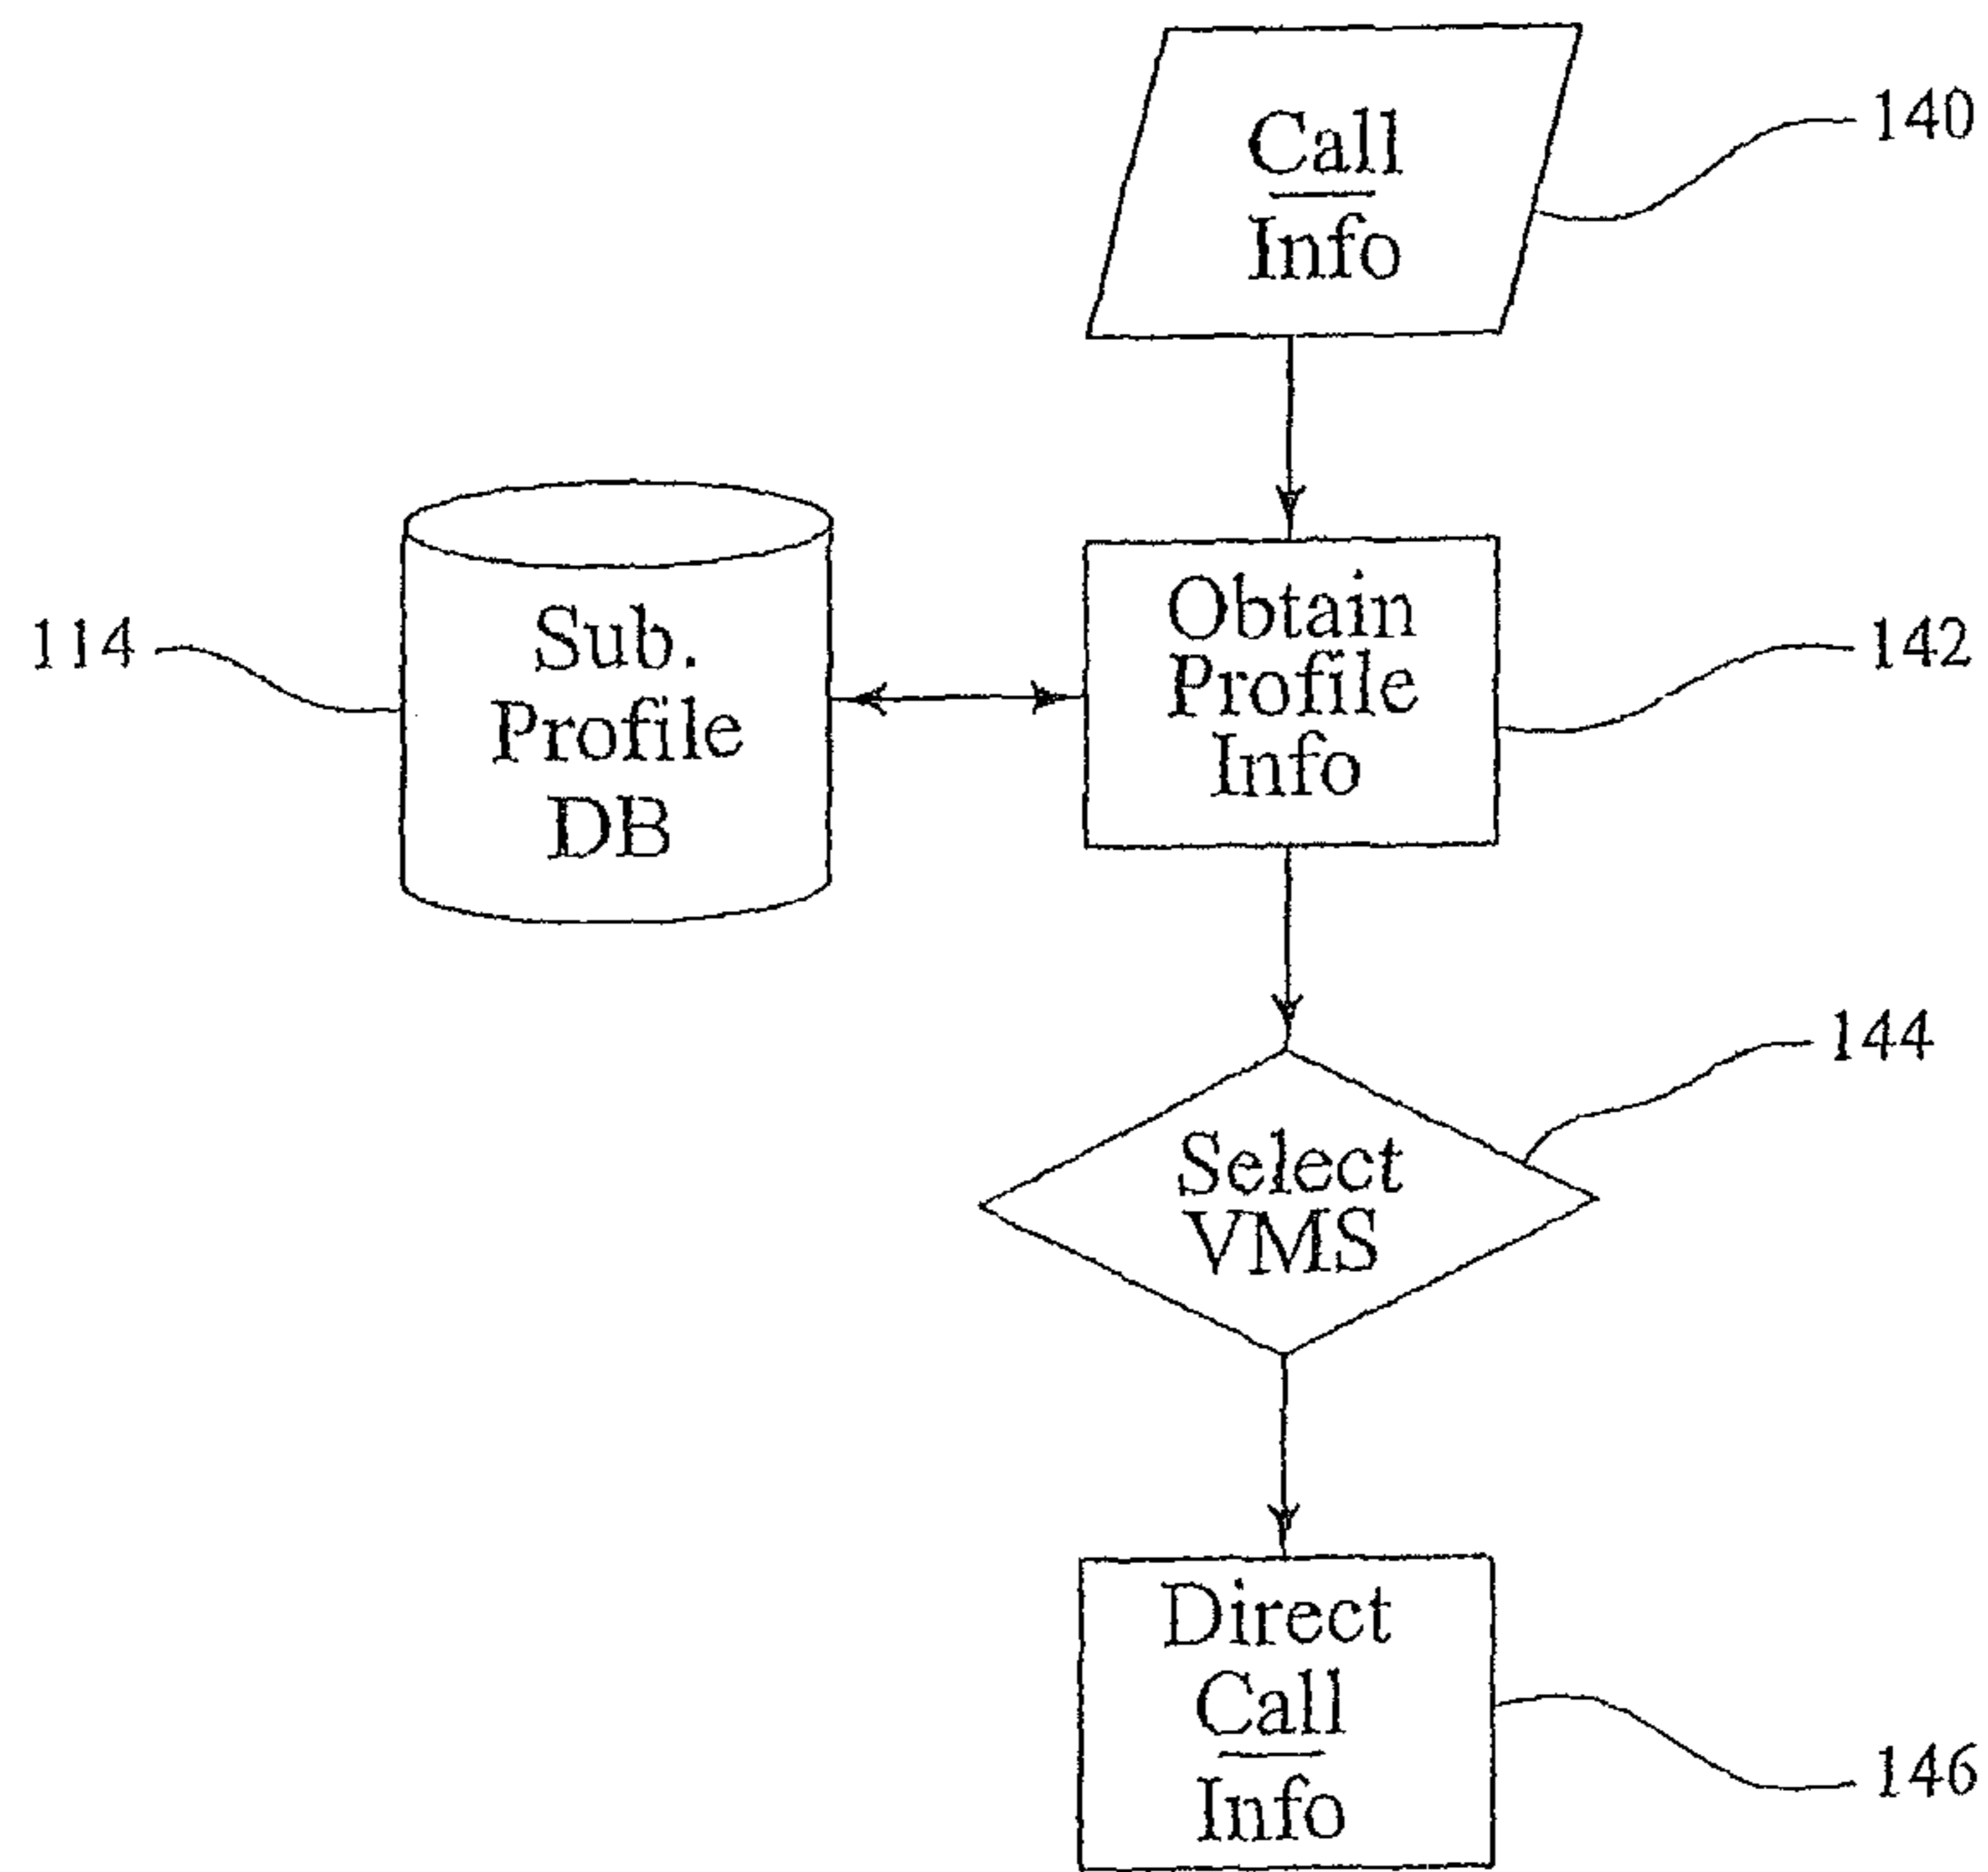 Call
Info
140
Obtain
Profile
Info
142
114
Sub.
Profile
DB
Select
VMS
144
Direct
Call
Info
146